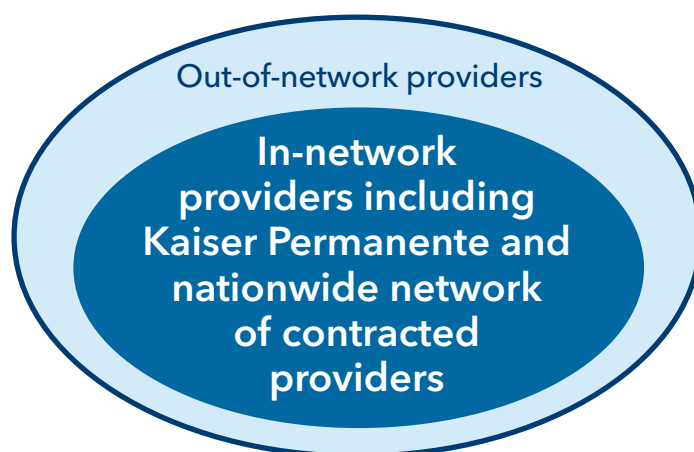 Out-of-network providers
In-network
providers including
Kaiser Permanente and
nationwide network
of contracted
providers